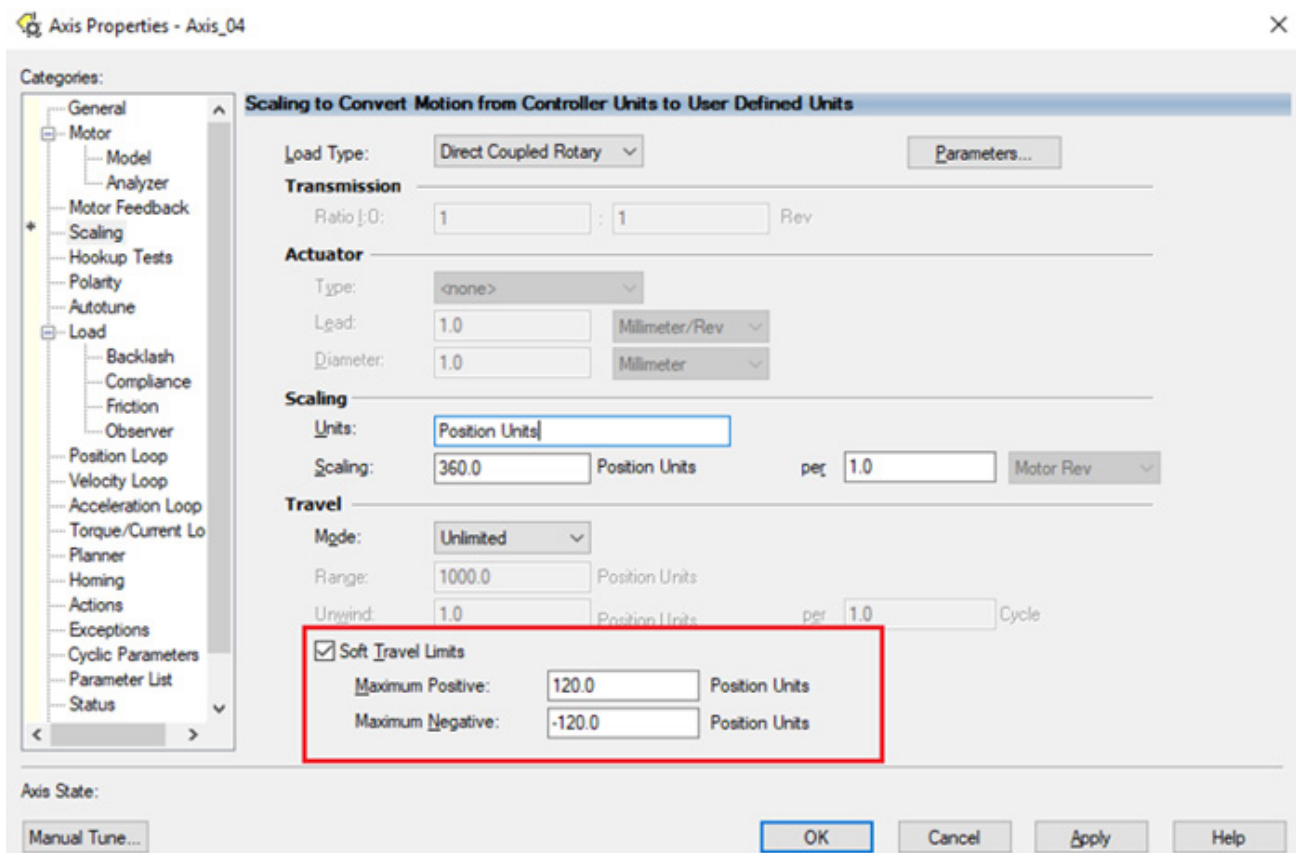 Axis Properties - Axis_04
Categories:
General
Motor
Model
Analyzer
Motor Feedback
* Scaling
Hookup Tests
Polarity
Autotune
Load
Backlash
Compliance
Friction
Observer
Position Loop
Velocity Loop
Acceleration Loop
Torque/Current Lo
Planner
Homing
Actions
Exceptions
Cyclic Parameters
Parameter List
Status
Scaling to Convert Motion from Controller Units to User Defined Units
Load Type: Direct Coupled Rotary Parameters...
Transmission
Ratio I:O: 1 : 1 Rev
Actuator
Type: <none>
Lead: 1.0 Millimeter/Rev
Diameter: 1.0 Millimeter
Scaling
Units: Position Units
Scaling: 360.0 Position Units per 1.0 Motor Rev
Travel
Mode: Unlimited
Range: 1000.0 Position Units
Unwind: 1.0 Position Units per 1.0 Cycle
Soft Travel Limits
Maximum Positive: 120.0 Position Units
Maximum Negative: -120.0 Position Units
Axis State:
Manual Tune... OK Cancel Apply Help